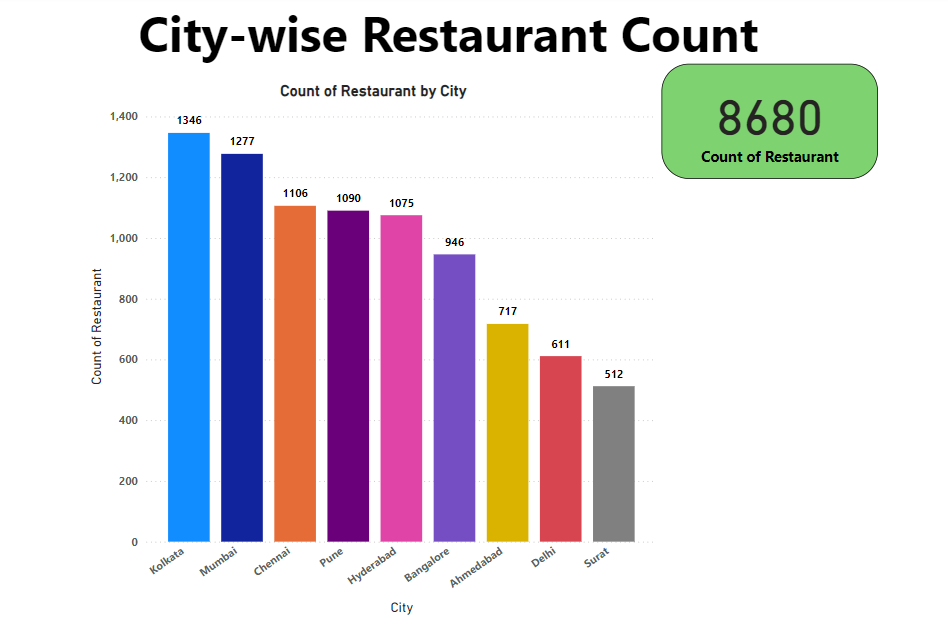 City-wise Restaurant Count
Count of Restaurant by City
8680
Count of Restaurant
Count of Restaurant
1,400
1,200
1,000
800
600
400
200
0
1346
1277
1106
1090
1075
946
717
611
512
Kolkata
Mumbai
Chennai
Pune
Hyderabad
Bangalore
Ahmedabad
Delhi
Surat
City